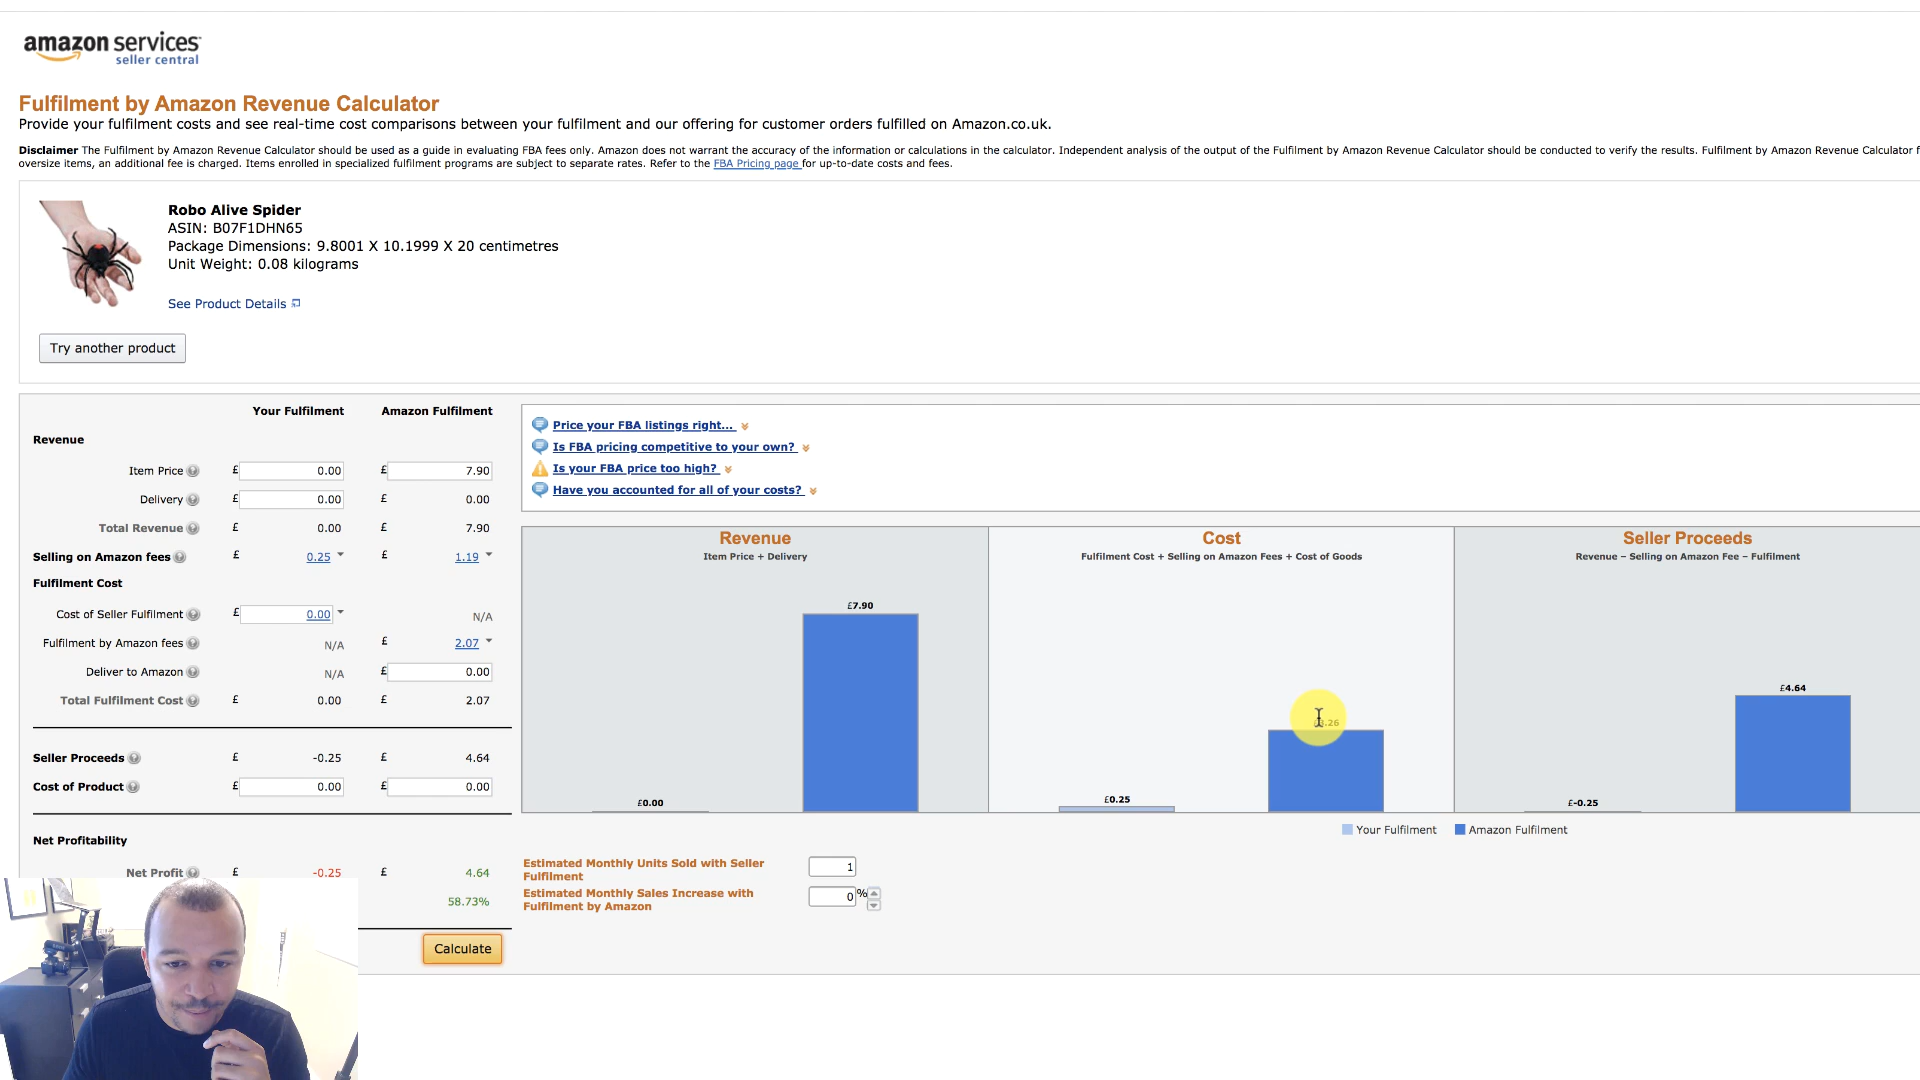 amazon services
seller central
Fulfilment by Amazon Revenue Calculator
Provide your fulfilment costs and see real-time cost comparisons between your fulfilment and our offering for customer orders fulfilled on Amazon.co.uk.
Disclaimer The Fulfilment by Amazon Revenue Calculator should be used as a guide in evaluating FBA fees only. Amazon does not warrant the accuracy of the information or calculations in the calculator. Independent analysis of the output of the Fulfilment by Amazon Revenue Calculator should be conducted to verify the results. Fulfilment by Amazon Revenue Calculator f
oversize items, an additional fee is charged. Items enrolled in specialized fulfilment programs are subject to separate rates. Refer to the FBA Pricing page for up-to-date costs and fees.
Robo Alive Spider
ASIN: B07F1DHN65
Package Dimensions: 9.8001 X 10.1999 X 20 centimetres
Unit Weight: 0.08 kilograms
See Product Details
Try another product
Your Fulfilment Amazon Fulfilment
Revenue
Item Price £ 0.00 £ 7.90
Delivery £ 0.00 £ 0.00
Total Revenue £ 0.00 £ 7.90
Selling on Amazon fees £ 0.25 £ 1.19
Fulfilment Cost
Cost of Seller Fulfilment £ 0.00 N/A
Fulfilment by Amazon fees N/A £ 2.07
Deliver to Amazon N/A £ 0.00
Total Fulfilment Cost £ 0.00 £ 2.07
Seller Proceeds £ -0.25 £ 4.64
Cost of Product £ 0.00 £ 0.00
Net Profitability
Net Profit £ -0.25 £ 4.64
58.73%
Calculate
Price your FBA listings right...
Is FBA pricing competitive to your own?
Is your FBA price too high?
Have you accounted for all of your costs?
Revenue
Item Price + Delivery
£7.90
£0.00
Cost
Fulfilment Cost + Selling on Amazon Fees + Cost of Goods
£0.25
Seller Proceeds
Revenue − Selling on Amazon Fee − Fulfilment
£4.64
£-0.25
Your Fulfilment Amazon Fulfilment
Estimated Monthly Units Sold with Seller
Fulfilment
1
Estimated Monthly Sales Increase with
Fulfilment by Amazon
0 %